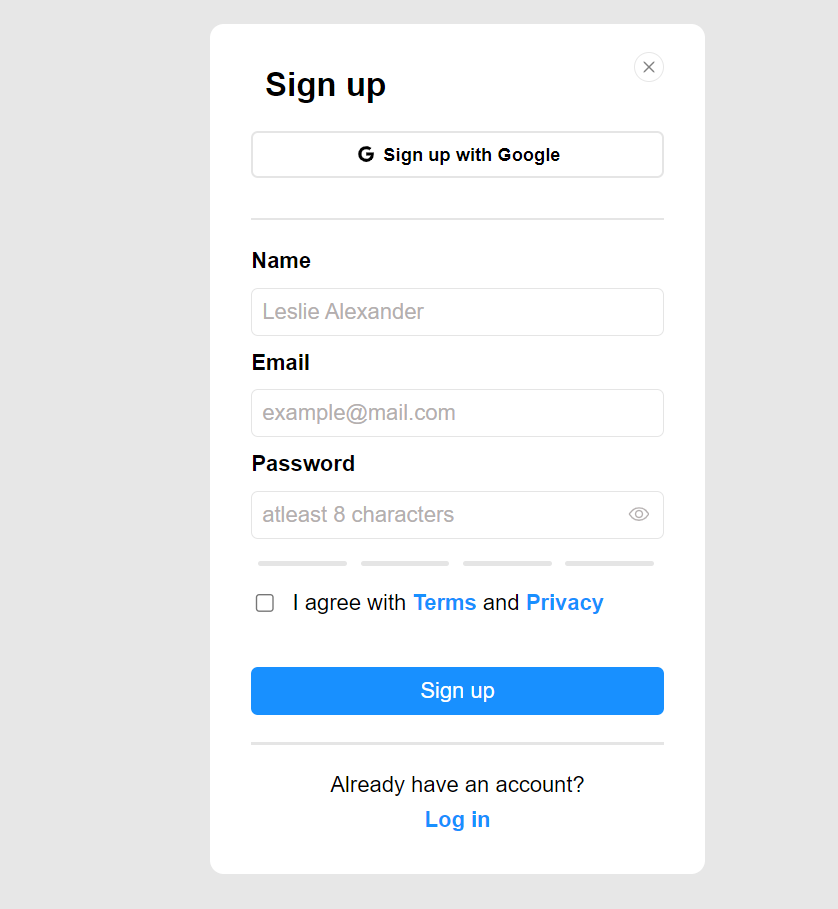 Sign up
Sign up with Google
Name
Leslie Alexander
Email
example@mail.com
Password
atleast 8 characters
I agree with Terms and Privacy
Sign up
Already have an account?
Log in